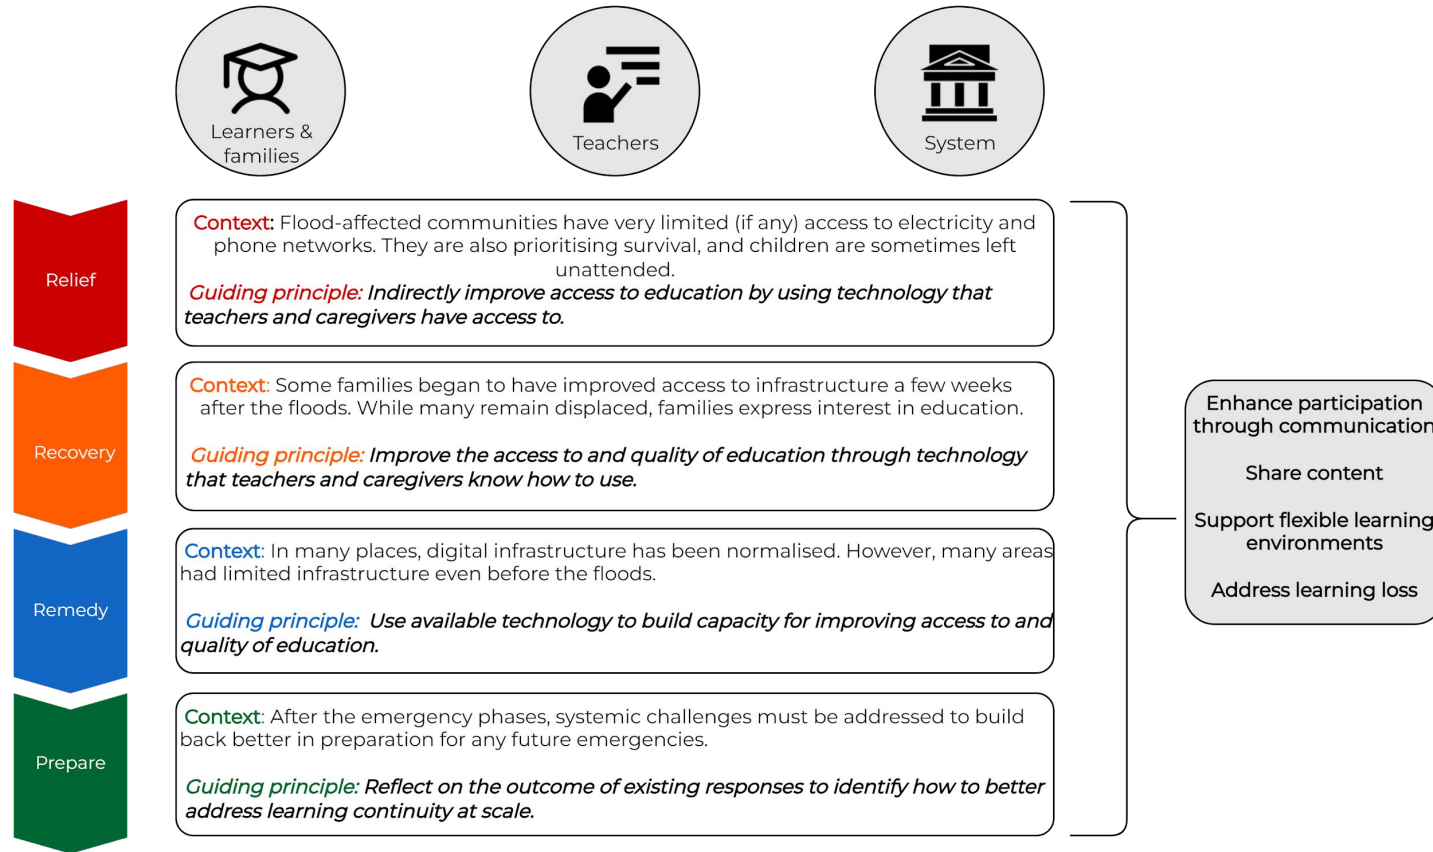 Learners &
families
Teachers
System
Relief
Context: Flood-affected communities have very limited (if any) access to electricity and
phone networks. They are also prioritising survival, and children are sometimes left
unattended.
Guiding principle: Indirectly improve access to education by using technology that
teachers and caregivers have access to.
Recovery
Context: Some families began to have improved access to infrastructure a few weeks
after the floods. While many remain displaced, families express interest in education.
Guiding principle: Improve the access to and quality of education through technology
that teachers and caregivers know how to use.
Remedy
Context: In many places, digital infrastructure has been normalised. However, many areas
had limited infrastructure even before the floods.
Guiding principle: Use available technology to build capacity for improving access to and
quality of education.
Prepare
Context: After the emergency phases, systemic challenges must be addressed to build
back better in preparation for any future emergencies.
Guiding principle: Reflect on the outcome of existing responses to identify how to better
address learning continuity at scale.
Enhance participation
through communication
Share content
Support flexible learning
environments
Address learning loss